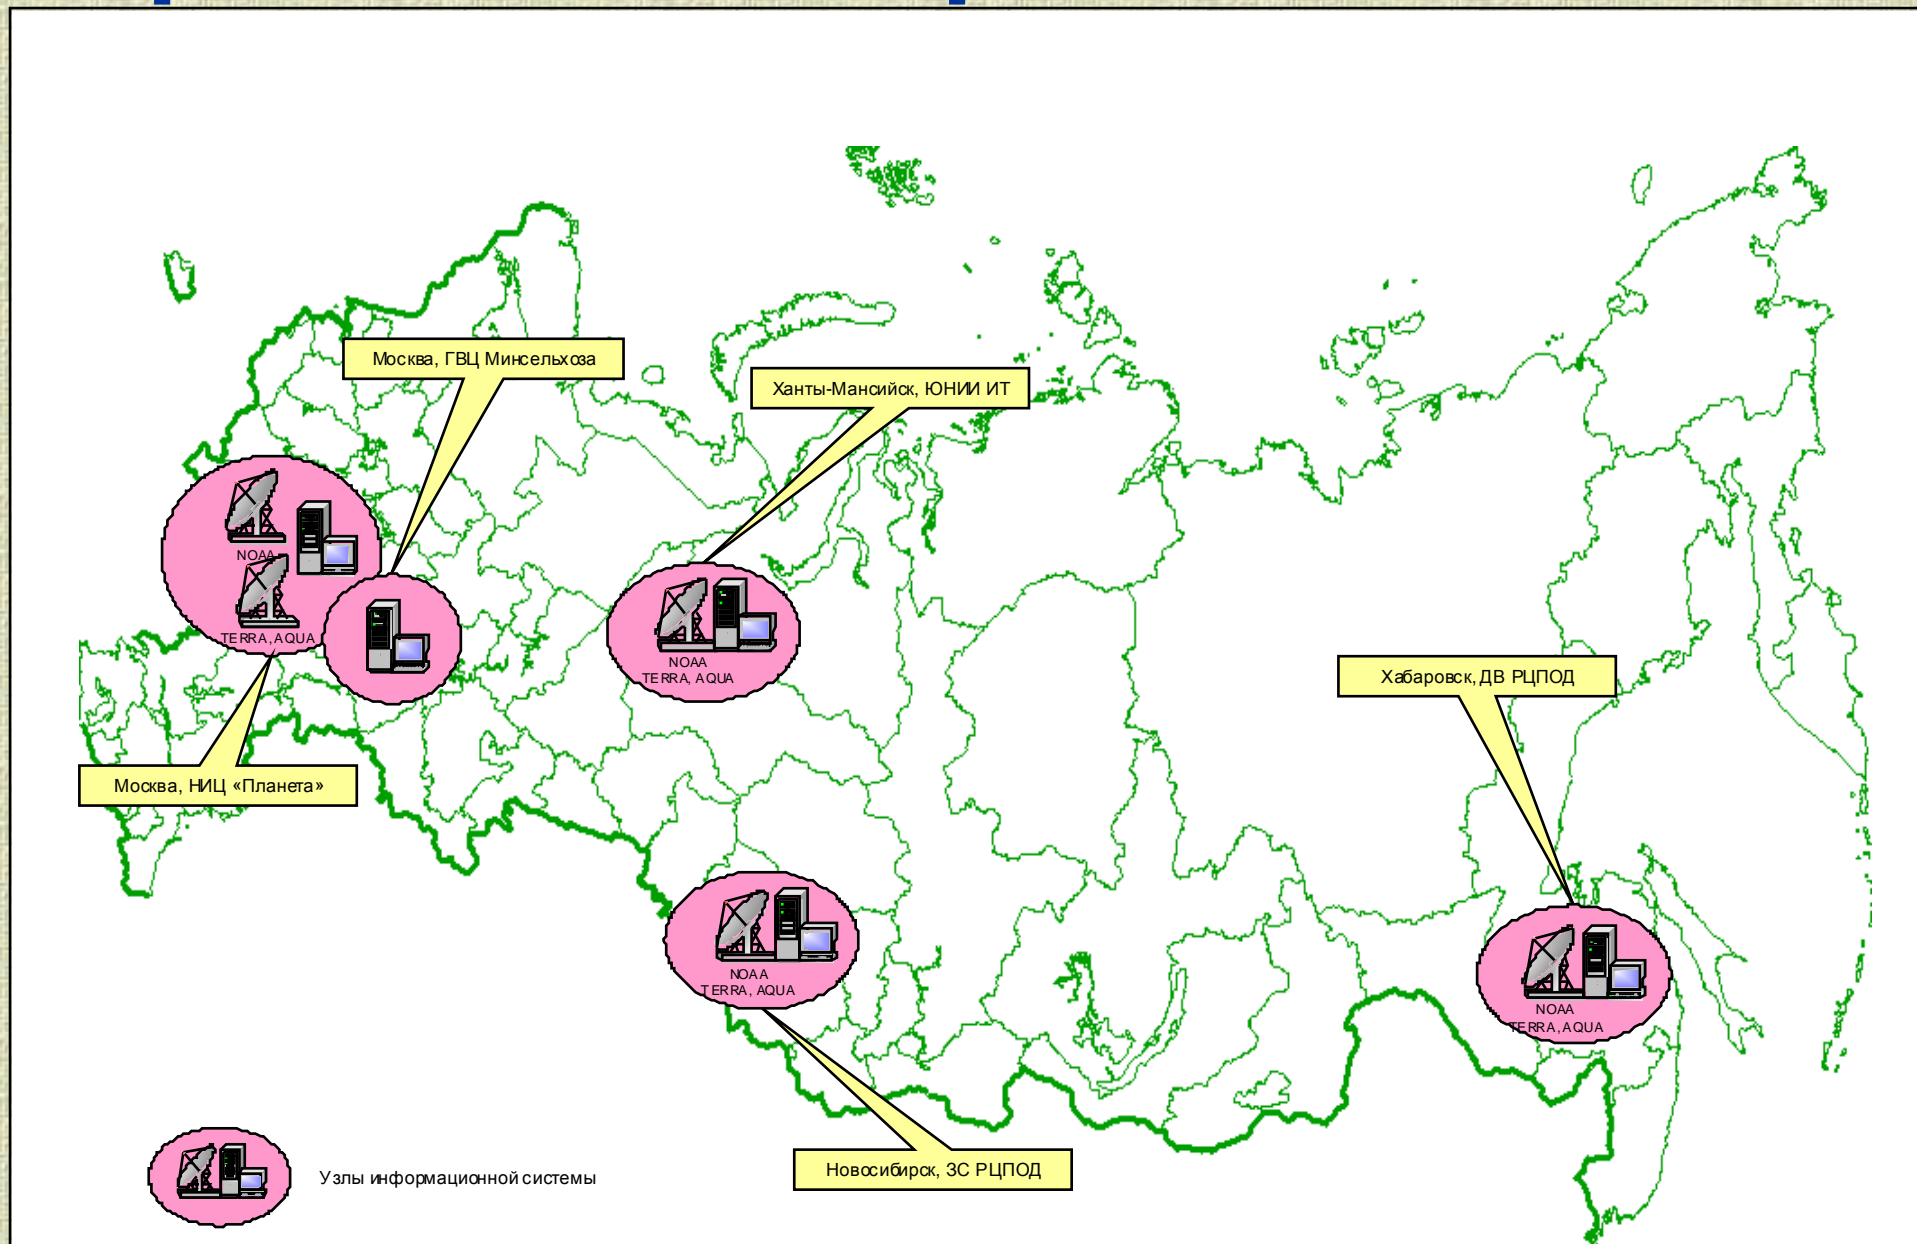 Москва, ГВЦ Минсельхоза
Ханты-Мансийск, ЮНИИ ИТ
NOAA
TERRA, AQUA
NOAA
TERRA, AQUA
Хабаровск, ДВ РЦПОД
Москва, НИЦ «Планета»
NOAA
TERRA, AQUA
NOAA
TERRA, AQUA
Новосибирск, ЗС РЦПОД
Узлы информационной системы